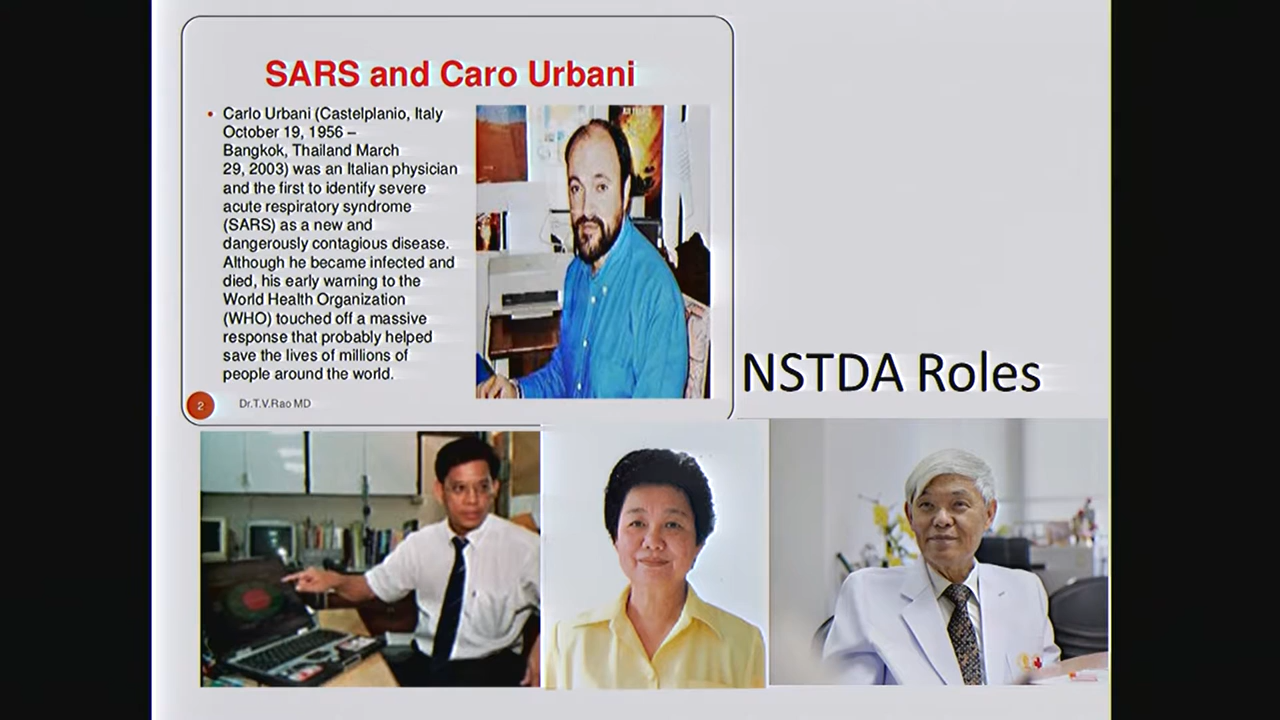 SARS and Caro Urbani
• Carlo Urbani (Castelplanio, Italy
October 19, 1956 –
Bangkok, Thailand March
29, 2003) was an Italian physician
and the first to identify severe
acute respiratory syndrome
(SARS) as a new and
dangerously contagious disease.
Although he became infected and
died, his early warning to the
World Health Organization
(WHO) touched off a massive
response that probably helped
save the lives of millions of
people around the world.
2
Dr.T.V.Rao MD
NSTDA Roles